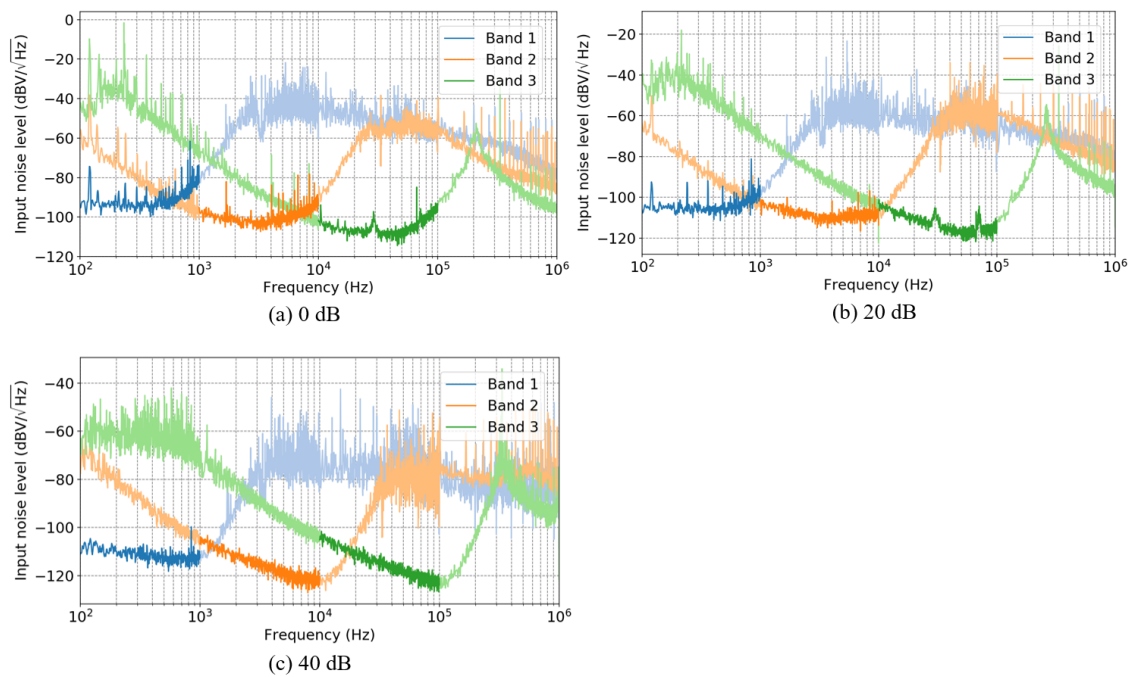 0
−20
−40
−60
−80
−100
−120
Input noise level (dBV/√Hz)
Band 1
Band 2
Band 3
10² 10³ 10⁴ 10⁵ 10⁶
Frequency (Hz)
(a) 0 dB
−20
−40
−60
−80
−100
−120
Input noise level (dBV/√Hz)
Band 1
Band 2
Band 3
10² 10³ 10⁴ 10⁵ 10⁶
Frequency (Hz)
(b) 20 dB
−40
−60
−80
−100
−120
Input noise level (dBV/√Hz)
Band 1
Band 2
Band 3
10² 10³ 10⁴ 10⁵ 10⁶
Frequency (Hz)
(c) 40 dB